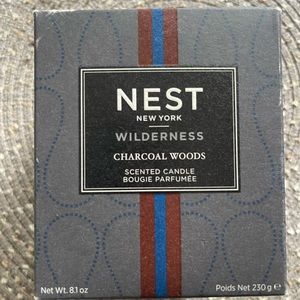 NEST
NEW YORK
WILDERNESS
CHARCOAL WOODS
SCENTED CANDLE
BOUGIE PARFUMÉE
Net Wt. 8.1 oz
Poids Net 230 g ℮